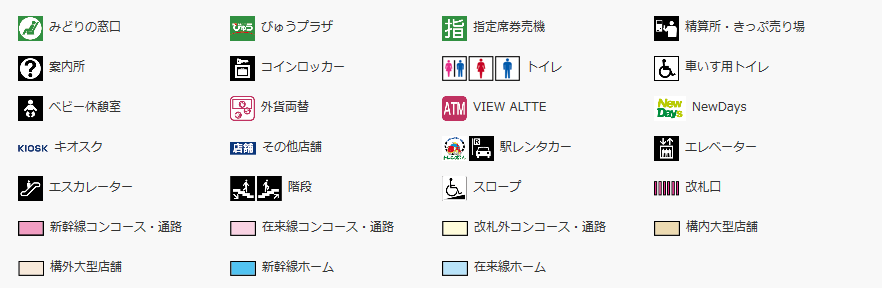 みどりの窓口
びゅう びゅうプラザ
指 指定席券売機
精算所・きっぷ売り場
? 案内所
コインロッカー
トイレ
車いす用トイレ
ベビー休憩室
外貨両替
ATM VIEW ALTTE
New Days NewDays
KIOSK キオスク
店舗 その他店舗
R 駅レンタカー
エレベーター
エスカレーター
階段
スロープ
改札口
新幹線コンコース・通路
在来線コンコース・通路
改札外コンコース・通路
構内大型店舗
構外大型店舗
新幹線ホーム
在来線ホーム